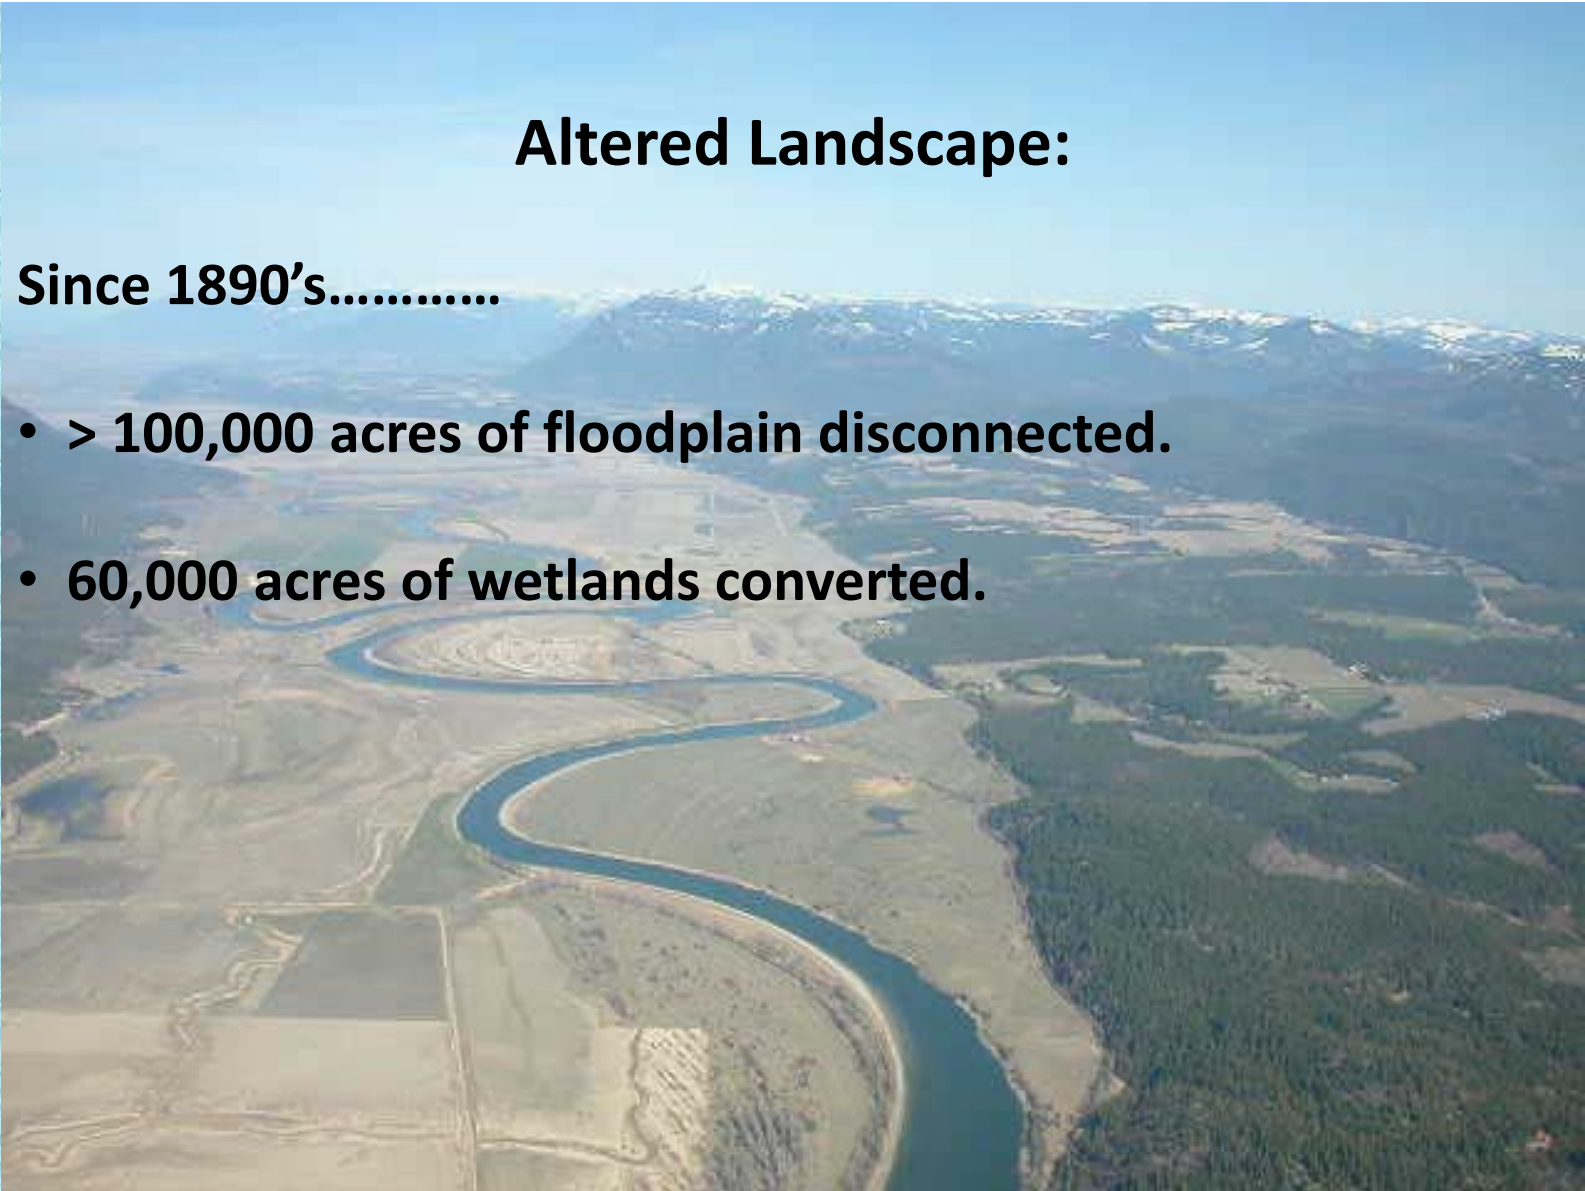 Altered Landscape:
Since 1890’s…………
• > 100,000 acres of floodplain disconnected.
• 60,000 acres of wetlands converted.